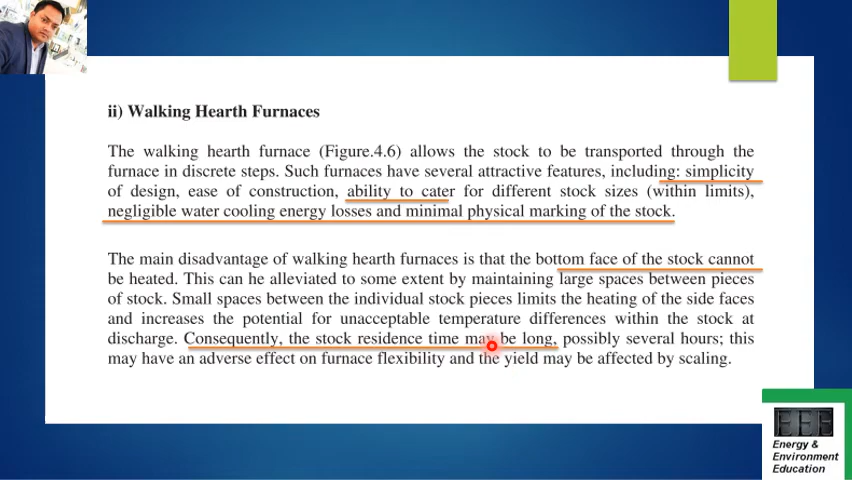 ii) Walking Hearth Furnaces
The walking hearth furnace (Figure.4.6) allows the stock to be transported through the
furnace in discrete steps. Such furnaces have several attractive features, including: simplicity
of design, ease of construction, ability to cater for different stock sizes (within limits),
negligible water cooling energy losses and minimal physical marking of the stock.
The main disadvantage of walking hearth furnaces is that the bottom face of the stock cannot
be heated. This can he alleviated to some extent by maintaining large spaces between pieces
of stock. Small spaces between the individual stock pieces limits the heating of the side faces
and increases the potential for unacceptable temperature differences within the stock at
discharge. Consequently, the stock residence time may be long, possibly several hours; this
may have an adverse effect on furnace flexibility and the yield may be affected by scaling.
EEE
Energy &
Environment
Education